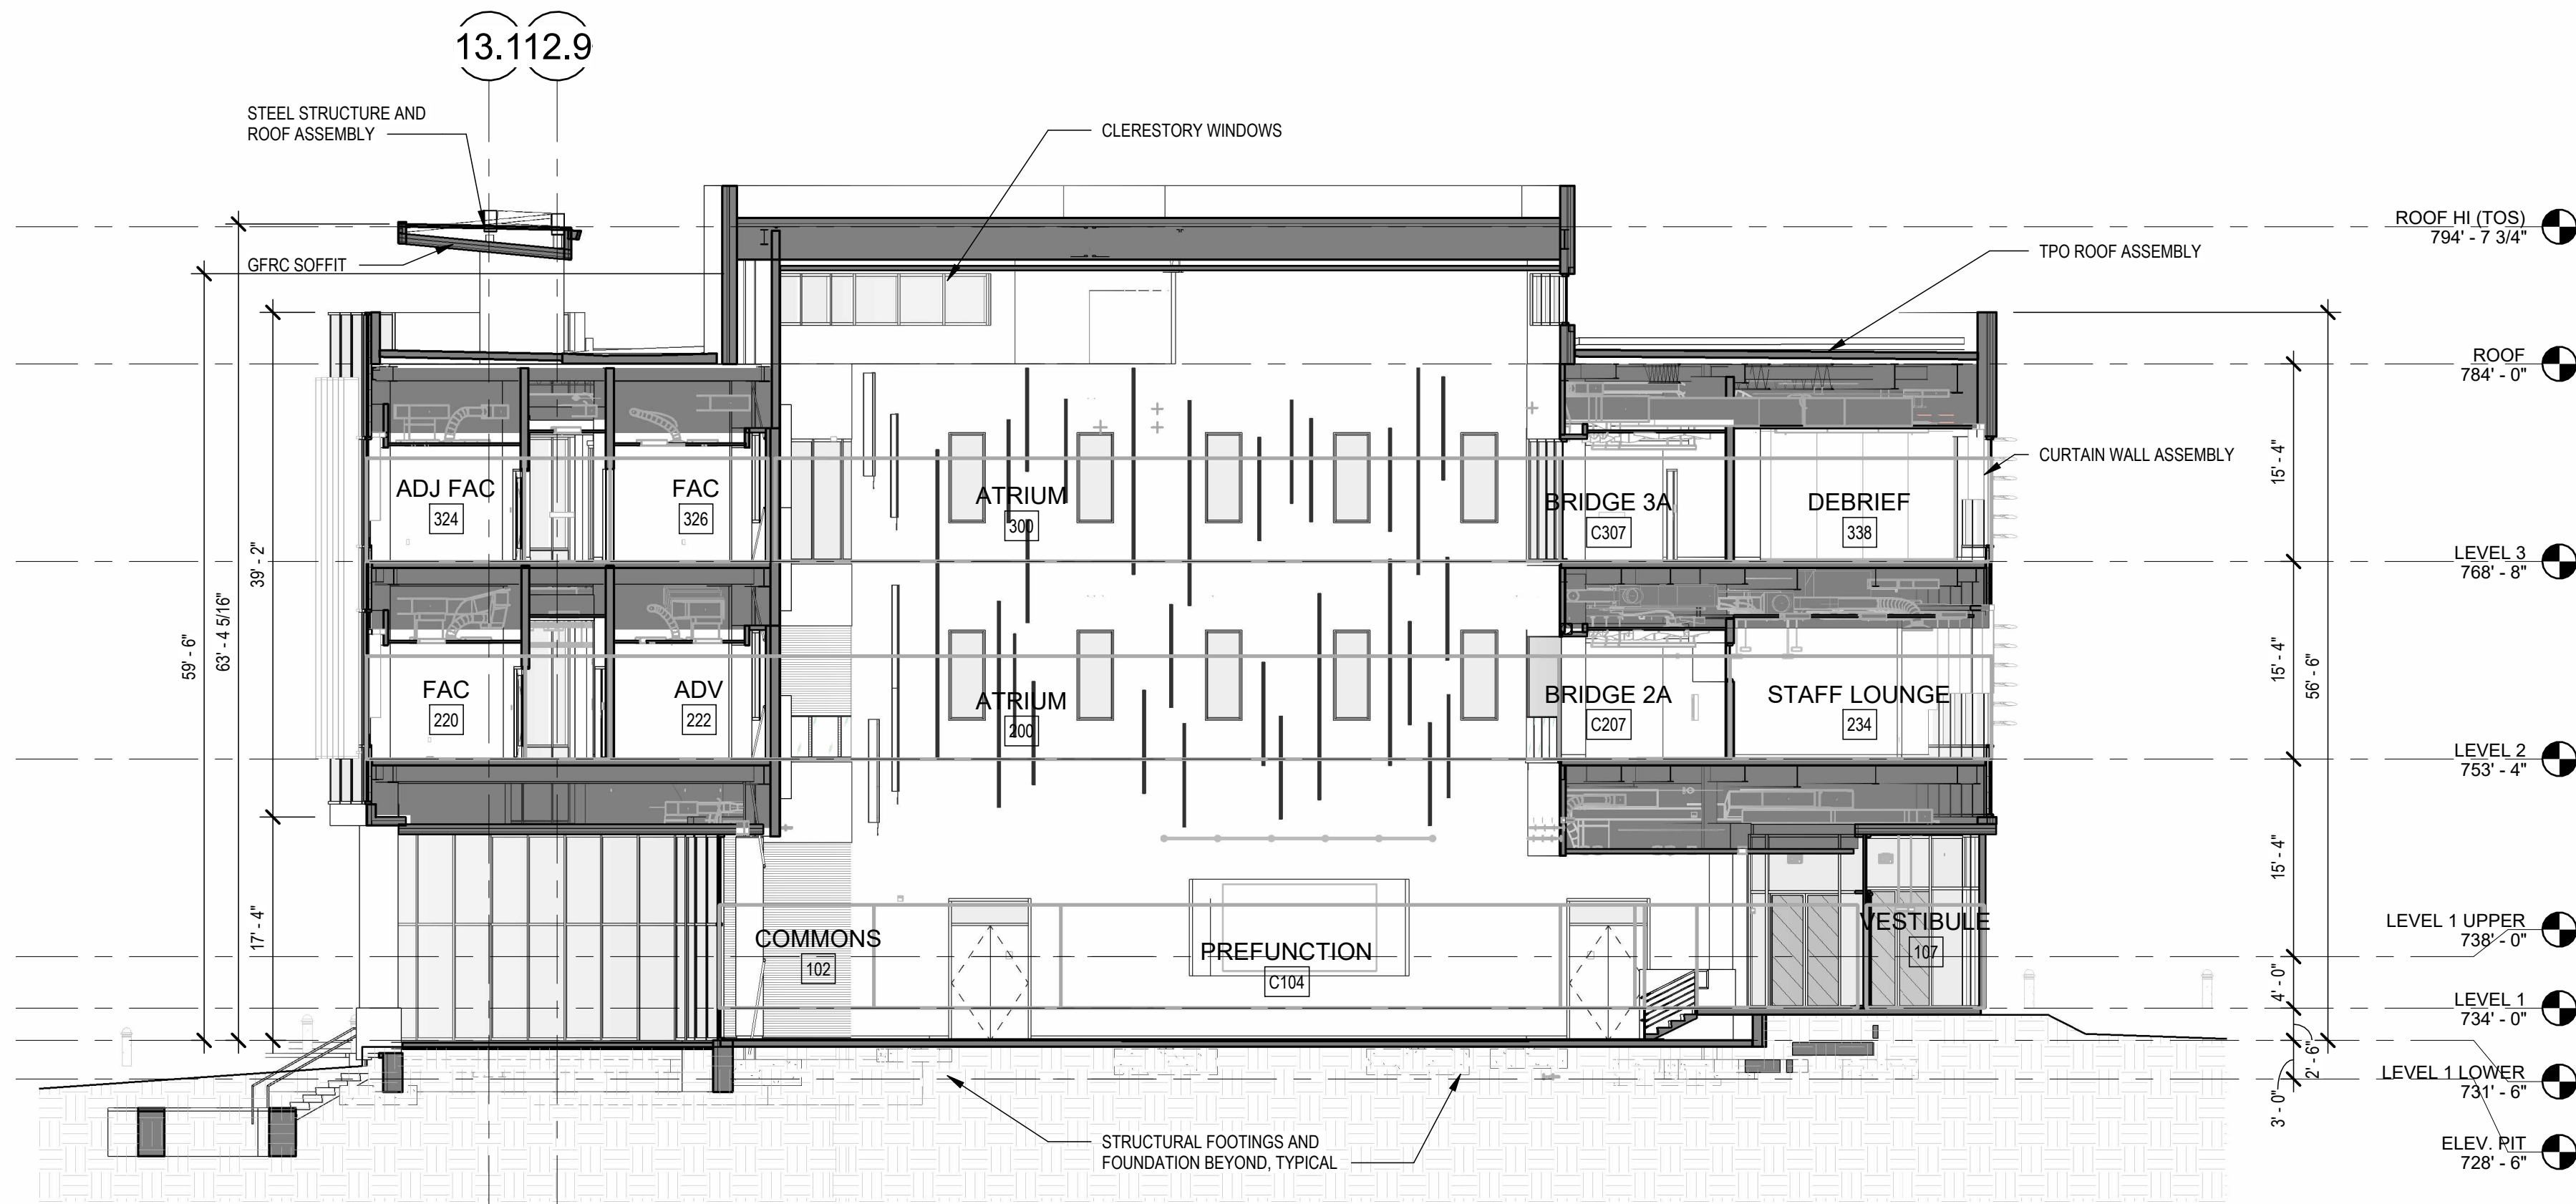 13.1
12.9
STEEL STRUCTURE AND
ROOF ASSEMBLY
CLERESTORY WINDOWS
ROOF HI (TOS)
794' - 7 3/4"
GFRC SOFFIT
TPO ROOF ASSEMBLY
ROOF
784' - 0"
CURTAIN WALL ASSEMBLY
15' - 4"
ADJ FAC
324
FAC
326
ATRIUM
300
BRIDGE 3A
C307
DEBRIEF
338
LEVEL 3
768' - 8"
39' - 2"
63' - 4 5/16"
59' - 6"
15' - 4"
56' - 6"
FAC
220
ADV
222
ATRIUM
200
BRIDGE 2A
C207
STAFF LOUNGE
234
LEVEL 2
753' - 4"
15' - 4"
17' - 4"
COMMONS
102
PREFUNCTION
C104
VESTIBULE
107
LEVEL 1 UPPER
738' - 0"
4' - 0"
LEVEL 1
734' - 0"
2' - 6"
LEVEL 1 LOWER
731' - 6"
3' - 0"
STRUCTURAL FOOTINGS AND
FOUNDATION BEYOND, TYPICAL
ELEV. PIT
728' - 6"